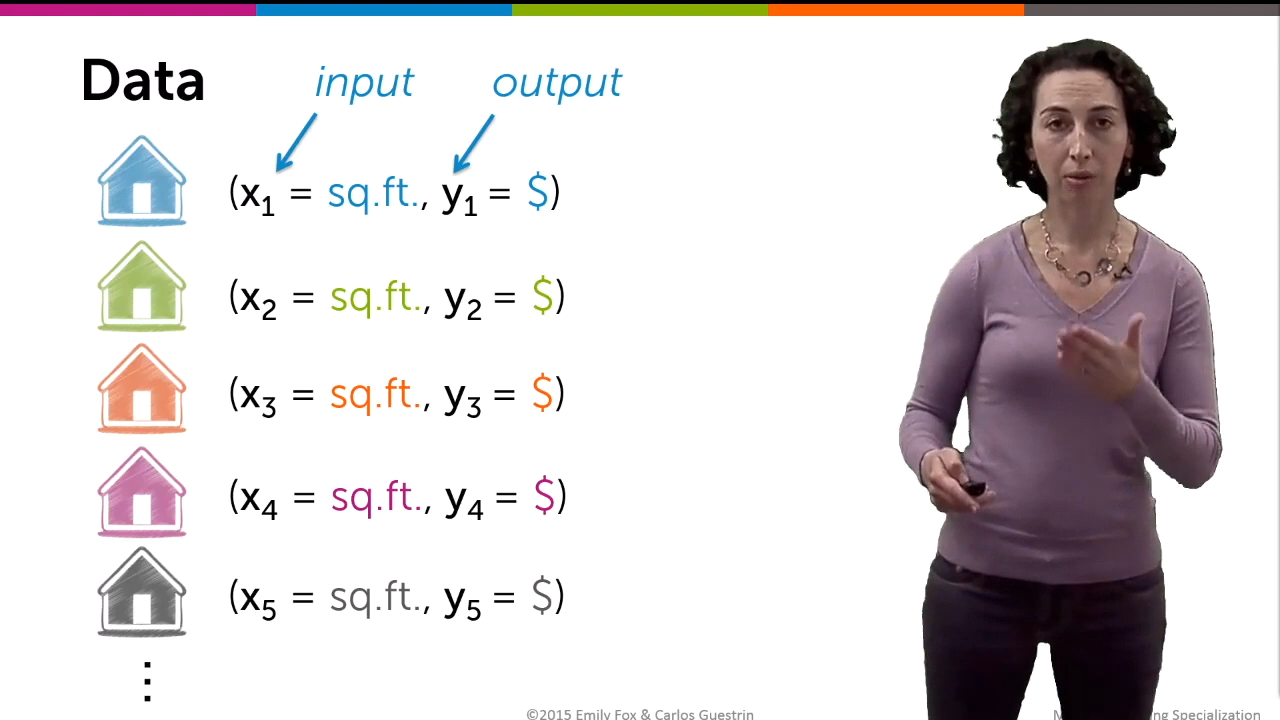 Data
input
output
(x1 = sq.ft., y1 = $)
(x2 = sq.ft., y2 = $)
(x3 = sq.ft., y3 = $)
(x4 = sq.ft., y4 = $)
(x5 = sq.ft., y5 = $)
⋮
©2015 Emily Fox & Carlos Guestrin
Specialization